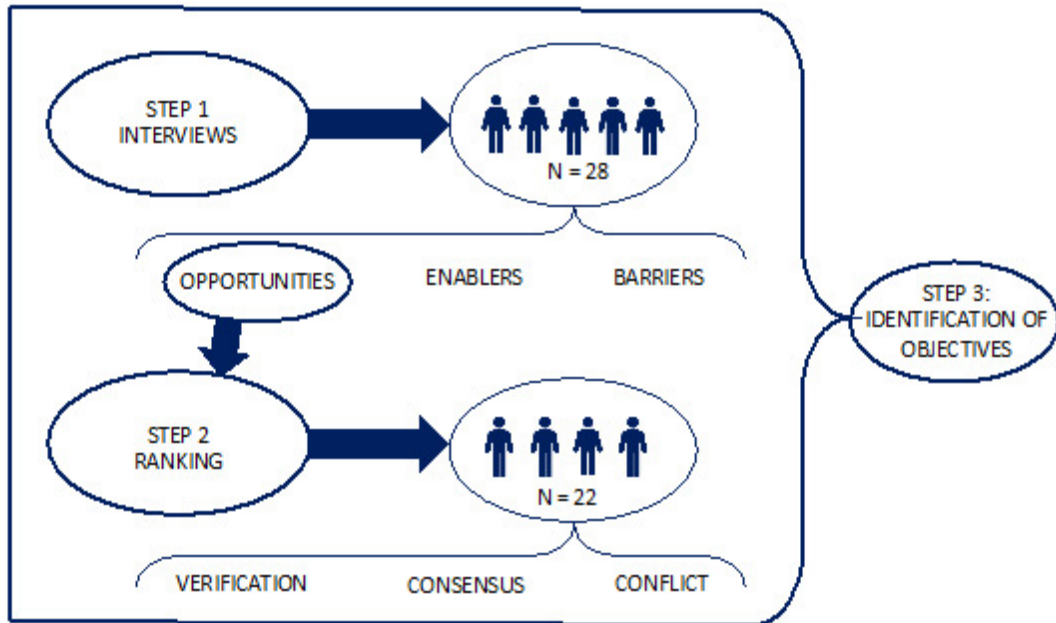 STEP 1
INTERVIEWS
N = 28
OPPORTUNITIES
ENABLERS
BARRIERS
STEP 3:
IDENTIFICATION OF
OBJECTIVES
STEP 2
RANKING
N = 22
VERIFICATION
CONSENSUS
CONFLICT